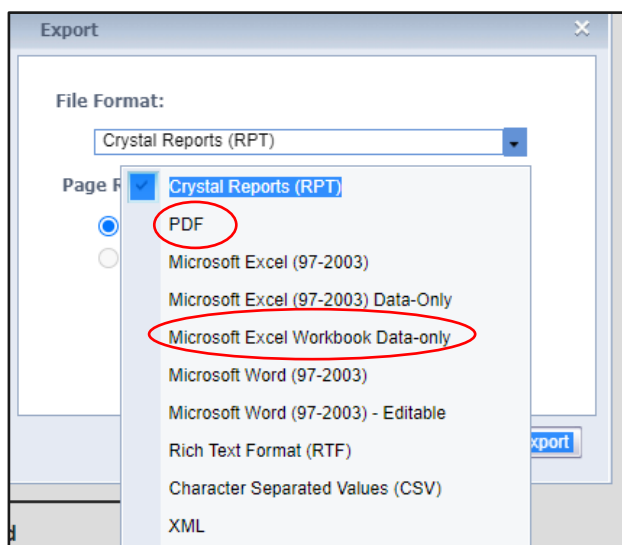 Export
File Format:
Crystal Reports (RPT)
Page R
Crystal Reports (RPT)
PDF
Microsoft Excel (97-2003)
Microsoft Excel (97-2003) Data-Only
Microsoft Excel Workbook Data-only
Microsoft Word (97-2003)
Microsoft Word (97-2003) - Editable
Rich Text Format (RTF)
xport
Character Separated Values (CSV)
XML
d